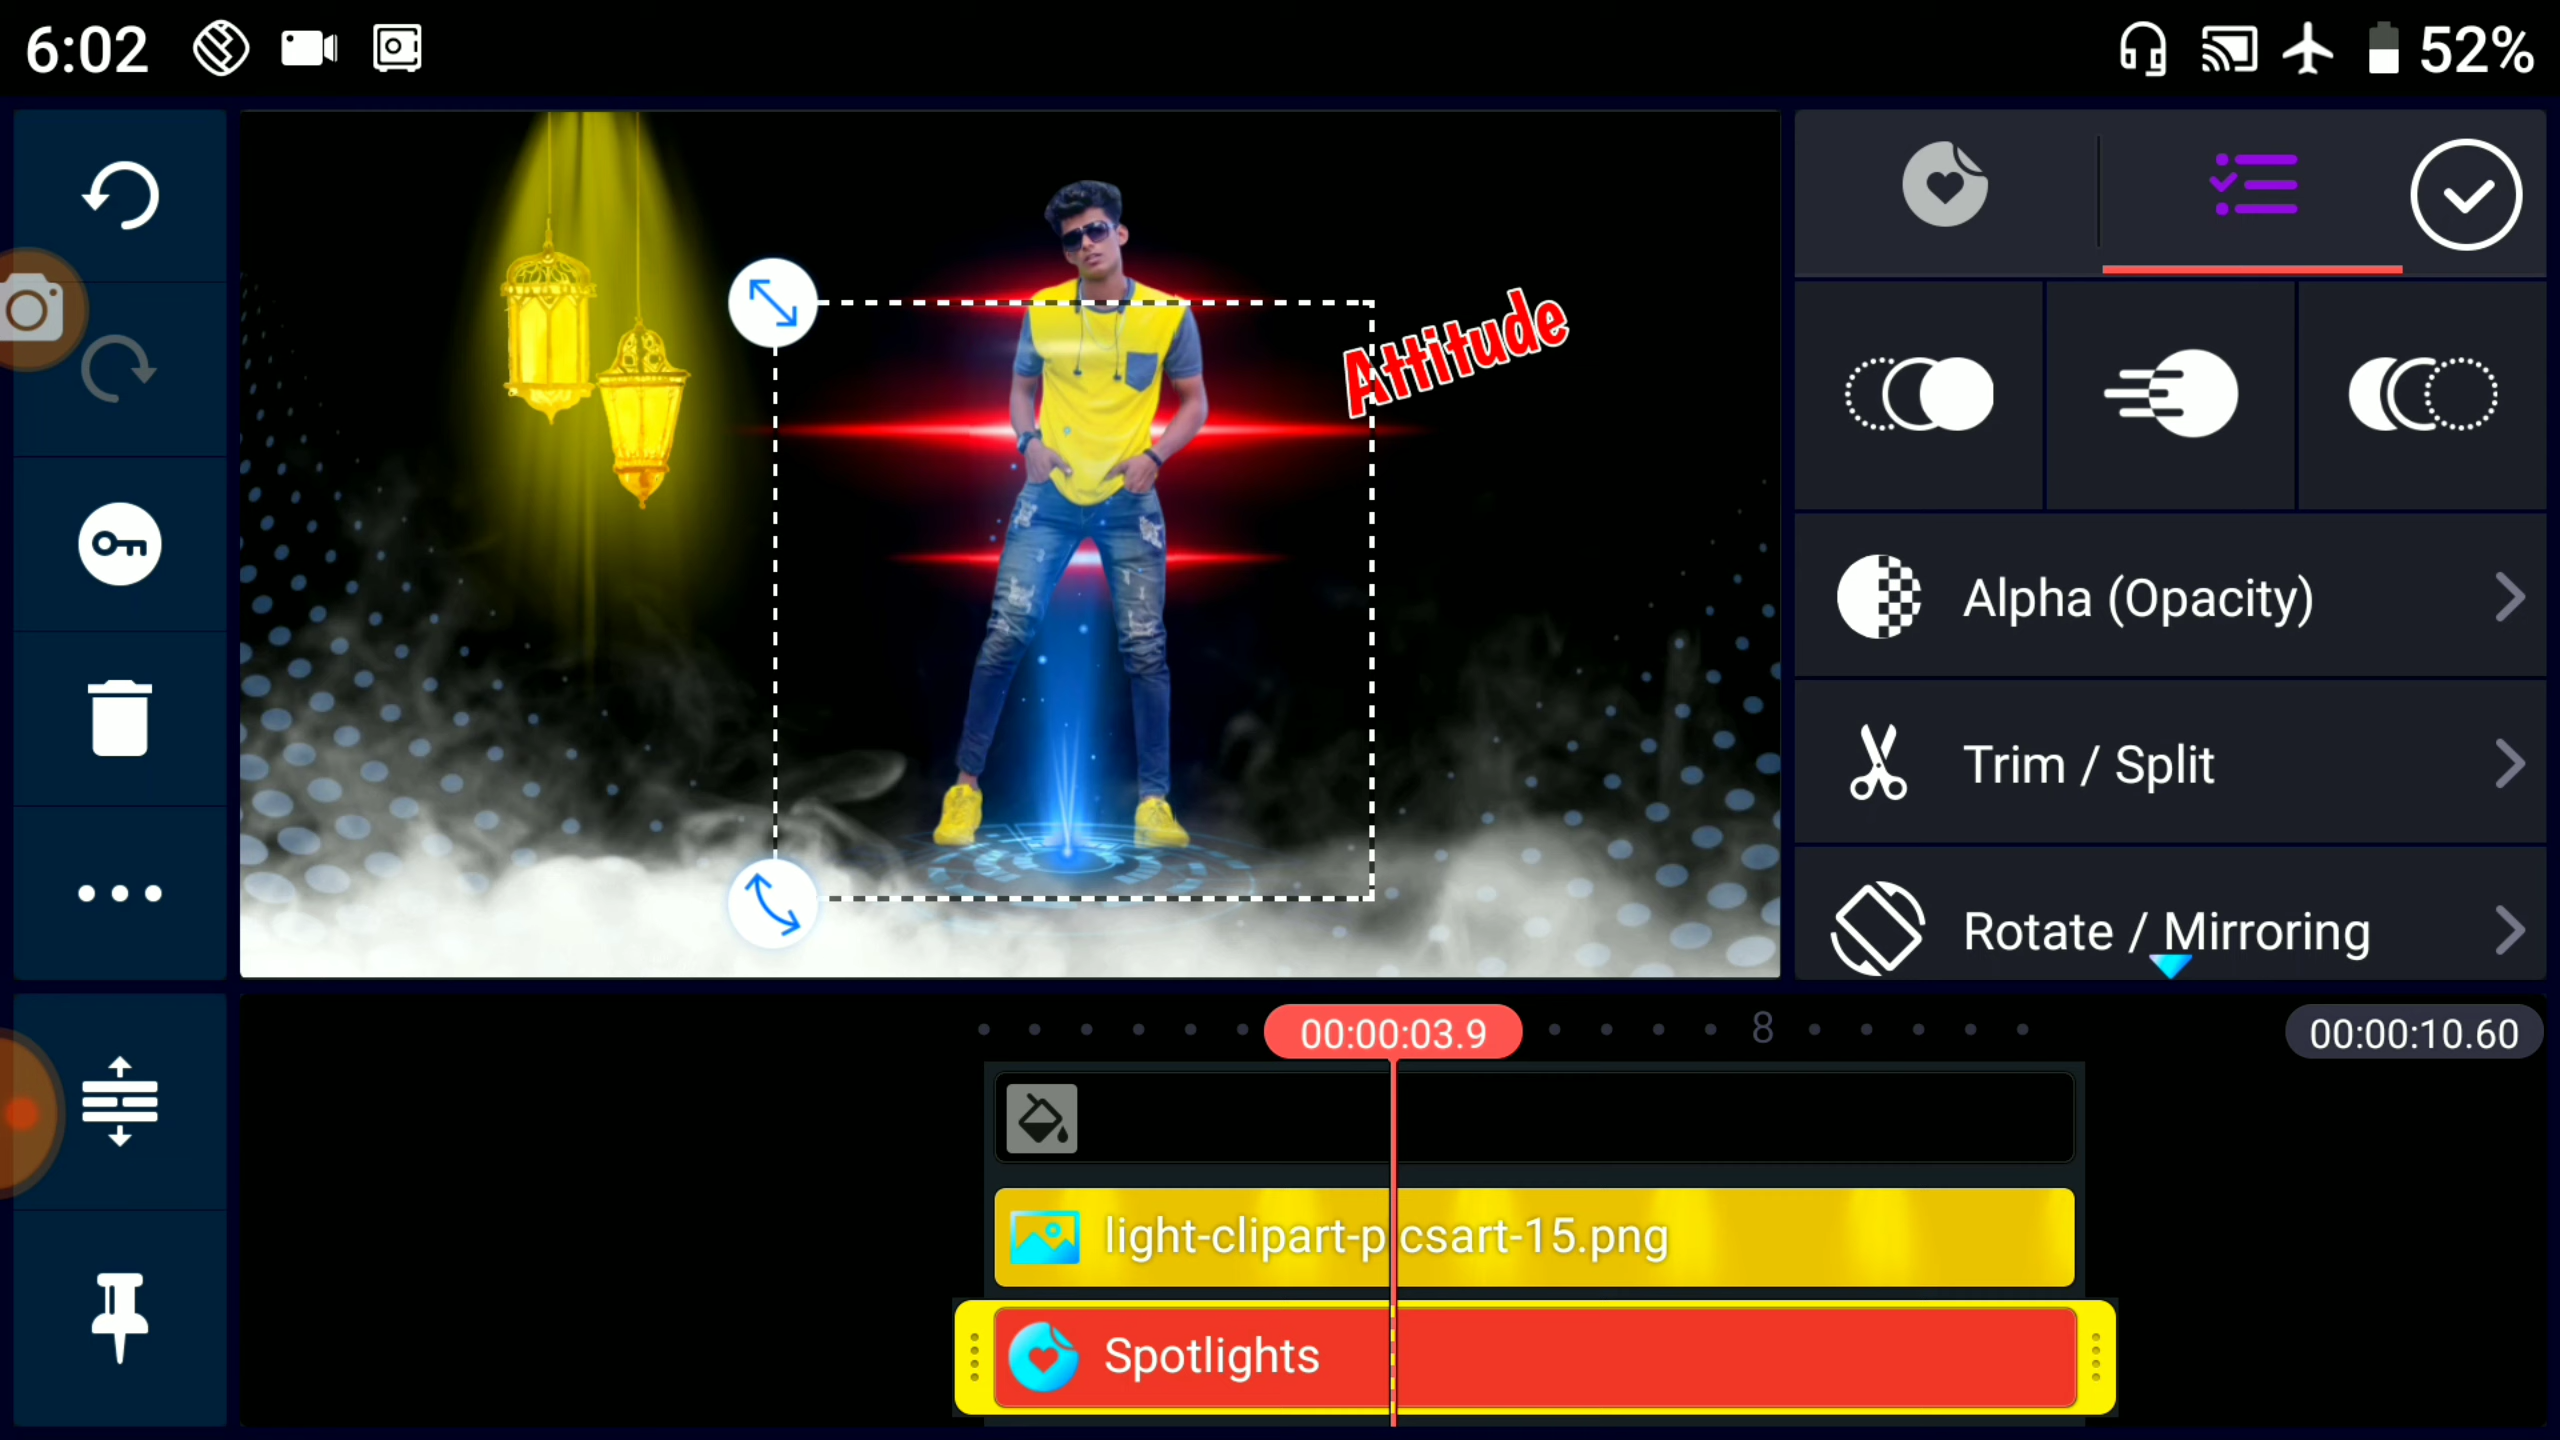 6:02
52%
Attitude
Alpha (Opacity)
Trim / Split
Rotate / Mirroring
00:00:03.9
8
00:00:10.60
light-clipart-picsart-15.png
Spotlights